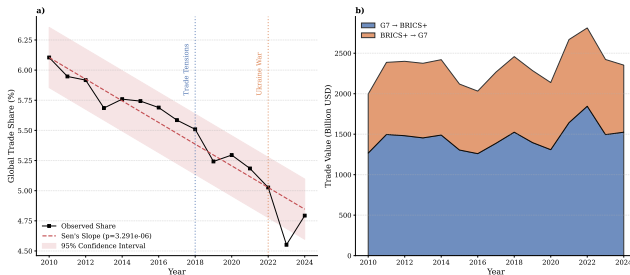 a)
Global Trade Share (%)
6.25
6.00
5.75
5.50
5.25
5.00
4.75
4.50
Trade Tensions
Ukraine War
Observed Share
Sen's Slope (p=3.291e-06)
95% Confidence Interval
2010 2012 2014 2016 2018 2020 2022 2024
Year
b)
Trade Value (Billion USD)
2500
2000
1500
1000
500
0
G7 → BRICS+
BRICS+ → G7
2010 2012 2014 2016 2018 2020 2022 2024
Year